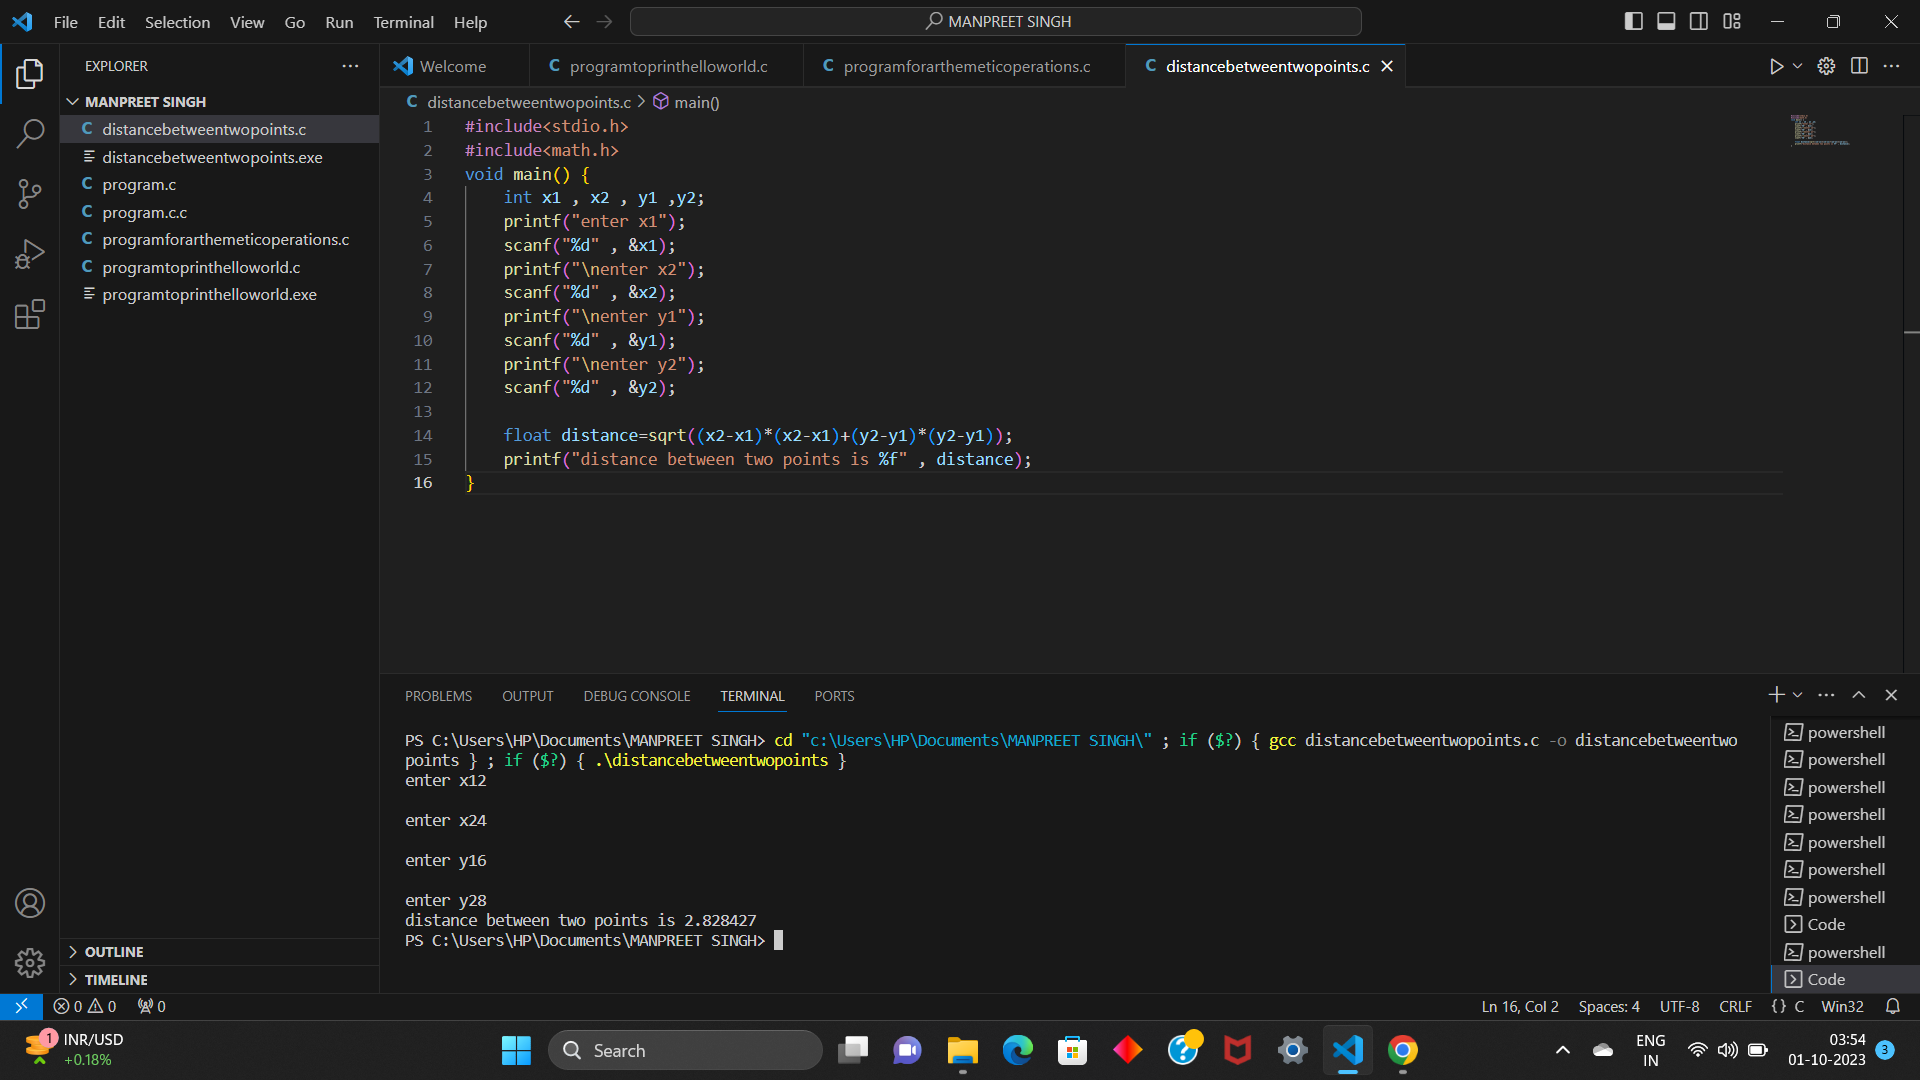 File Edit Selection View Go Run Terminal Help
MANPREET SINGH
EXPLORER
MANPREET SINGH
C distancebetweentwopoints.c
distancebetweentwopoints.exe
C program.c
C program.c.c
C programforarthemeticoperations.c
C programtoprinthelloworld.c
programtoprinthelloworld.exe
OUTLINE
TIMELINE
Welcome
C programtoprinthelloworld.c
C programforarthemeticoperations.c
C distancebetweentwopoints.c
C distancebetweentwopoints.c > main()
1 #include<stdio.h>
2 #include<math.h>
3 void main() {
4 int x1 , x2 , y1 ,y2;
5 printf("enter x1");
6 scanf("%d" , &x1);
7 printf("\nenter x2");
8 scanf("%d" , &x2);
9 printf("\nenter y1");
10 scanf("%d" , &y1);
11 printf("\nenter y2");
12 scanf("%d" , &y2);
13
14 float distance=sqrt((x2-x1)*(x2-x1)+(y2-y1)*(y2-y1));
15 printf("distance between two points is %f" , distance);
16 }
PROBLEMS OUTPUT DEBUG CONSOLE TERMINAL PORTS
PS C:\Users\HP\Documents\MANPREET SINGH> cd "c:\Users\HP\Documents\MANPREET SINGH\" ; if ($?) { gcc distancebetweentwopoints.c -o distancebetweentwo
points } ; if ($?) { .\distancebetweentwopoints }
enter x12
enter x24
enter y16
enter y28
distance between two points is 2.828427
PS C:\Users\HP\Documents\MANPREET SINGH>
powershell
powershell
powershell
powershell
powershell
powershell
powershell
Code
powershell
Code
0 0 0
Ln 16, Col 2 Spaces: 4 UTF-8 CRLF {} C Win32
1
INR/USD
+0.18%
Search
ENG
IN
03:54
01-10-2023
3